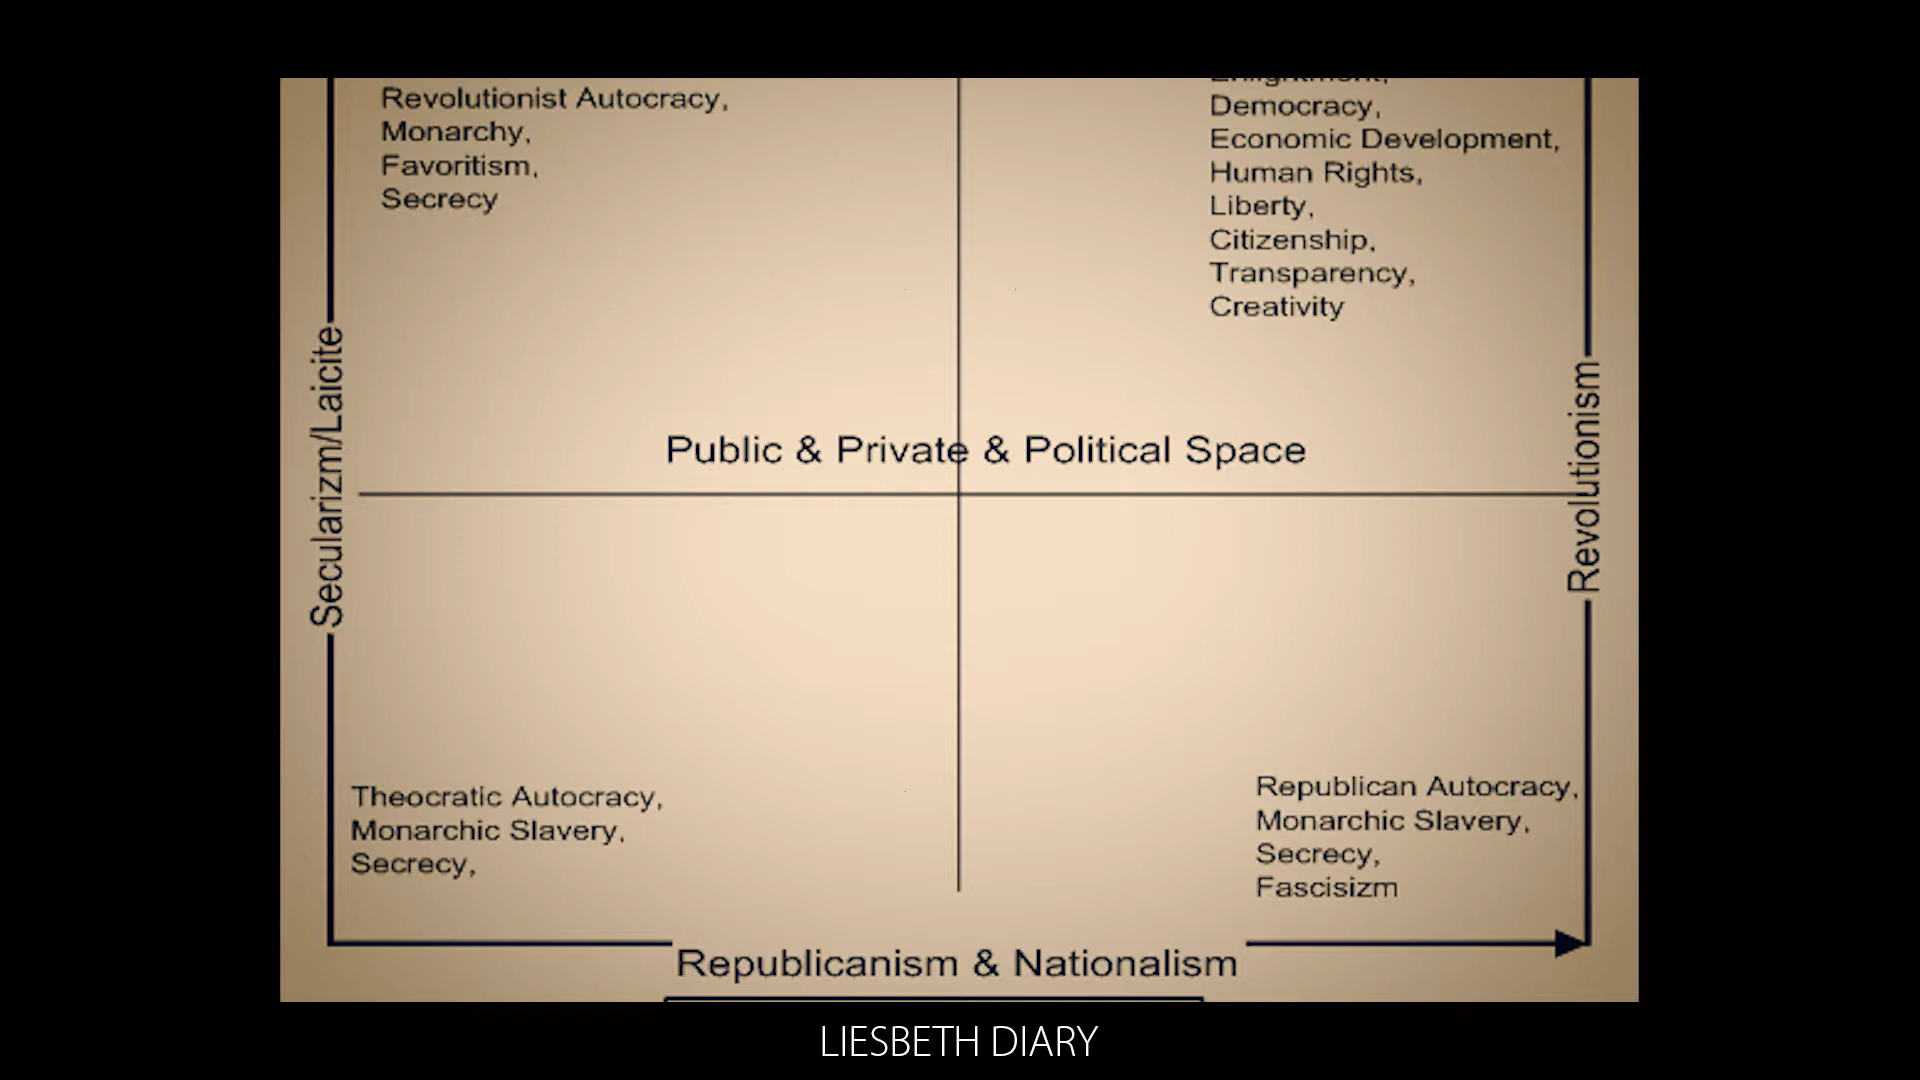 Revolutionist Autocracy,
Monarchy,
Favoritism,
Secrecy
Democracy,
Economic Development,
Human Rights,
Liberty,
Citizenship,
Transparency,
Creativity
Secularizm/Laicite
Public & Private & Political Space
Revolutionism
Theocratic Autocracy,
Monarchic Slavery,
Secrecy,
Republican Autocracy,
Monarchic Slavery,
Secrecy,
Fascisizm
Republicanism & Nationalism
LIESBETH DIARY